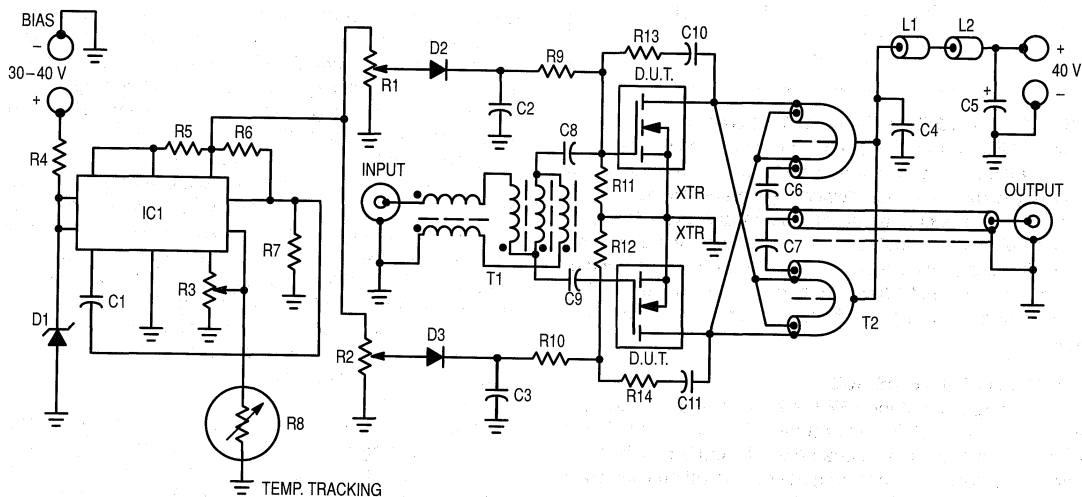 BIAS
−
30–40 V
+
R4
R5
R6
IC1
R7
R3
C1
D1
R8
TEMP. TRACKING
R1
D2
C2
R9
R13
C10
D.U.T.
C8
INPUT
R11
XTR
XTR
R12
T1
C9
R2
D3
C3
R10
D.U.T.
R14
C11
L1
L2
+
40 V
−
+
C5
C4
C6
C7
OUTPUT
T2